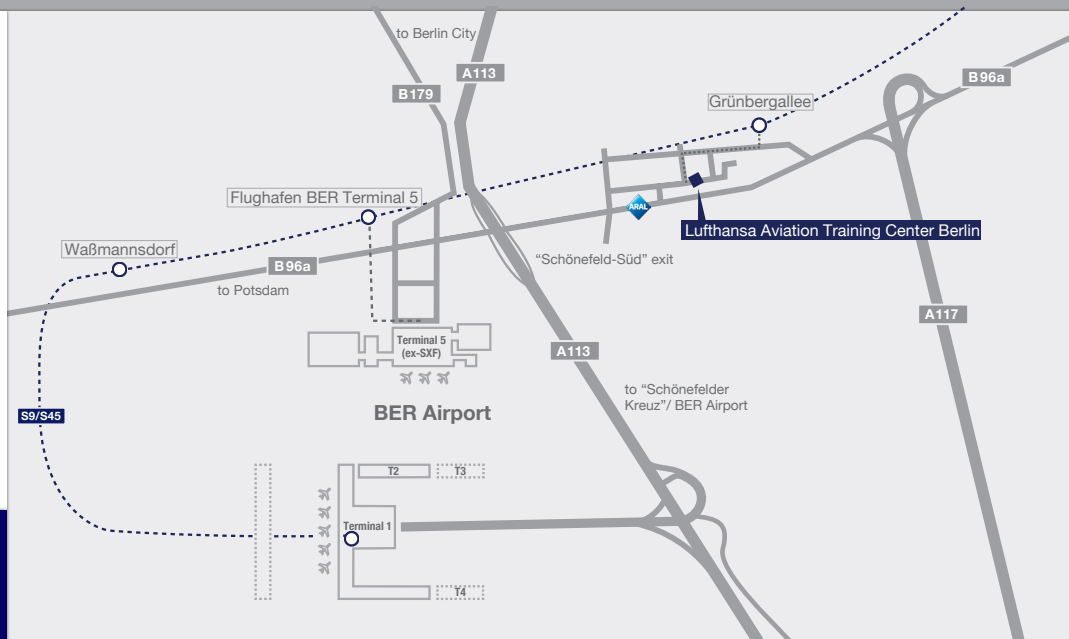 to Berlin City
A113
B179
B96a
Grünbergallee
Flughafen BER Terminal 5
ARAL
Lufthansa Aviation Training Center Berlin
Waßmannsdorf
B96a
to Potsdam
“Schönefeld-Süd” exit
A117
Terminal 5
(ex-SXF)
A113
to “Schönefelder
Kreuz”/ BER Airport
BER Airport
S9/S45
T2
T3
Terminal 1
T4